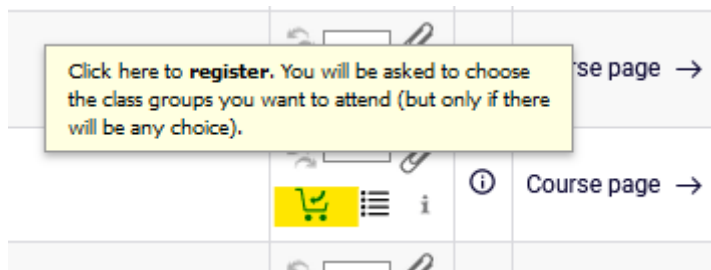 Click here to register. You will be asked to choose
the class groups you want to attend (but only if there
will be any choice).
rse page →
Course page →